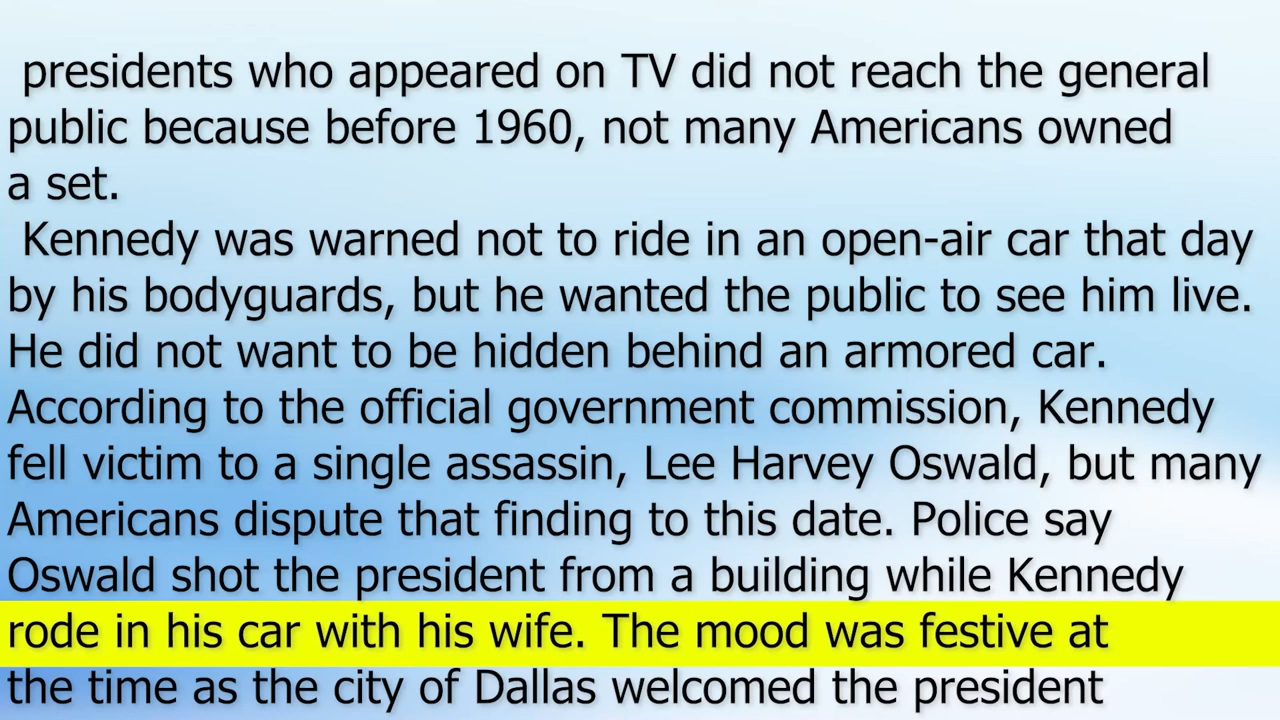 presidents who appeared on TV did not reach the general
public because before 1960, not many Americans owned
a set.
Kennedy was warned not to ride in an open-air car that day
by his bodyguards, but he wanted the public to see him live.
He did not want to be hidden behind an armored car.
According to the official government commission, Kennedy
fell victim to a single assassin, Lee Harvey Oswald, but many
Americans dispute that finding to this date. Police say
Oswald shot the president from a building while Kennedy
rode in his car with his wife. The mood was festive at
the time as the city of Dallas welcomed the president